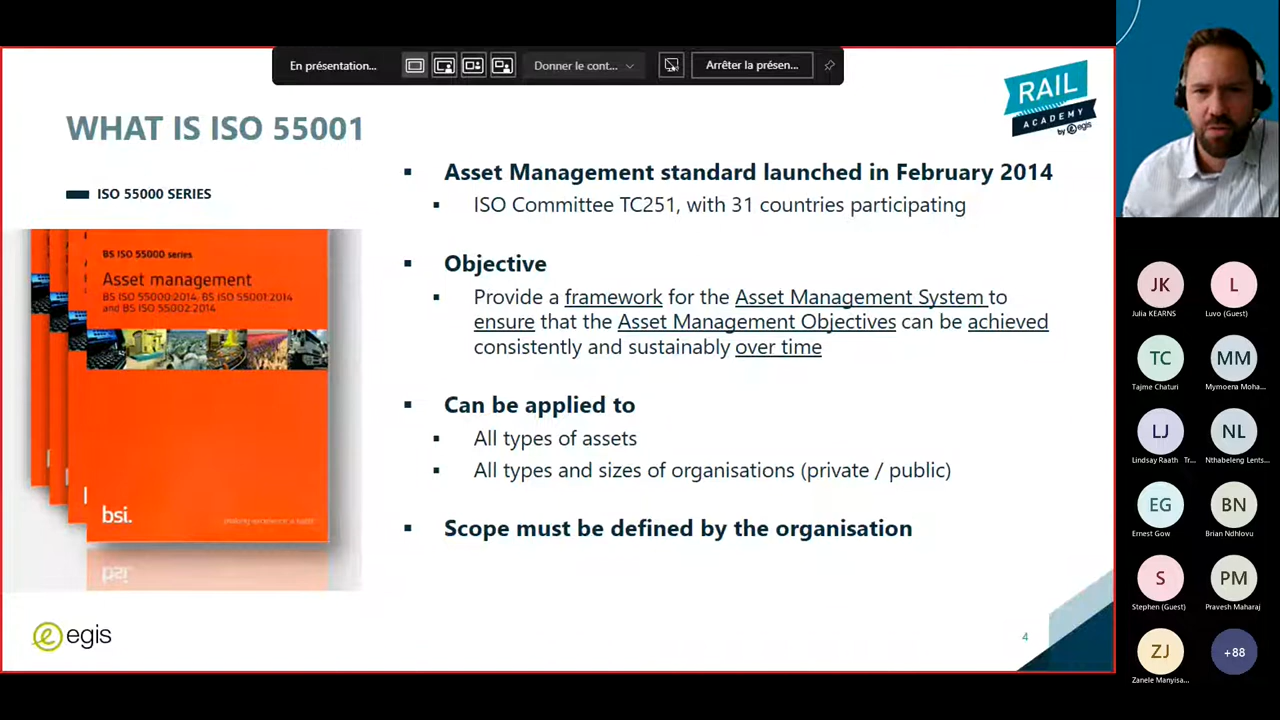 En présentation...
Donner le cont...
Arrêter la présen...
RAIL
ACADEMY
by egis
WHAT IS ISO 55001
ISO 55000 SERIES
BS ISO 55000 series
Asset management
BS ISO 55000:2014, BS ISO 55001:2014
and BS ISO 55002:2014
bsi.
▪ Asset Management standard launched in February 2014
▪ ISO Committee TC251, with 31 countries participating
▪ Objective
▪ Provide a framework for the Asset Management System to
ensure that the Asset Management Objectives can be achieved
consistently and sustainably over time
▪ Can be applied to
▪ All types of assets
▪ All types and sizes of organisations (private / public)
▪ Scope must be defined by the organisation
egis
4
JK
Julia KEARNS
L
Luvo (Guest)
TC
Tajme Chaturi
MM
Mymoena Moha...
LJ
Lindsay Raath Tr...
NL
Nthabeleng Lents...
EG
Ernest Gow
BN
Brian Ndhlovu
S
Stephen (Guest)
PM
Pravesh Maharaj
ZJ
Zanele Manyisa...
+88